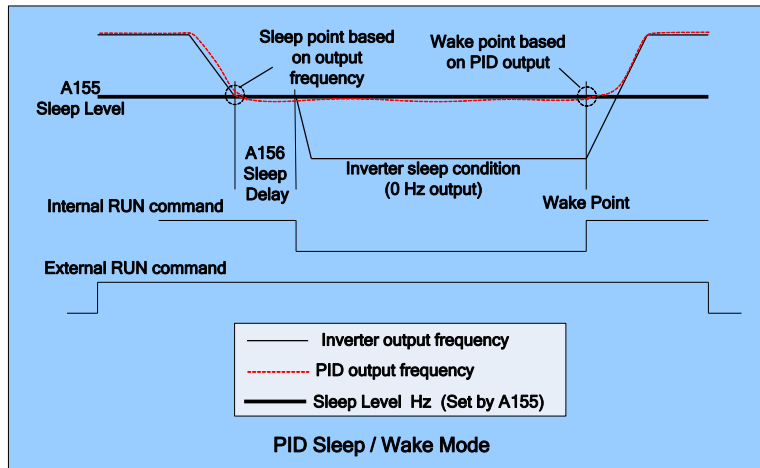 Sleep point based
on output
frequency
Wake point based
on PID output
A155
Sleep Level
A156
Sleep
Delay
Inverter sleep condition
(0 Hz output)
Wake Point
Internal RUN command
External RUN command
Inverter output frequency
PID output frequency
Sleep Level Hz (Set by A155)
PID Sleep / Wake Mode